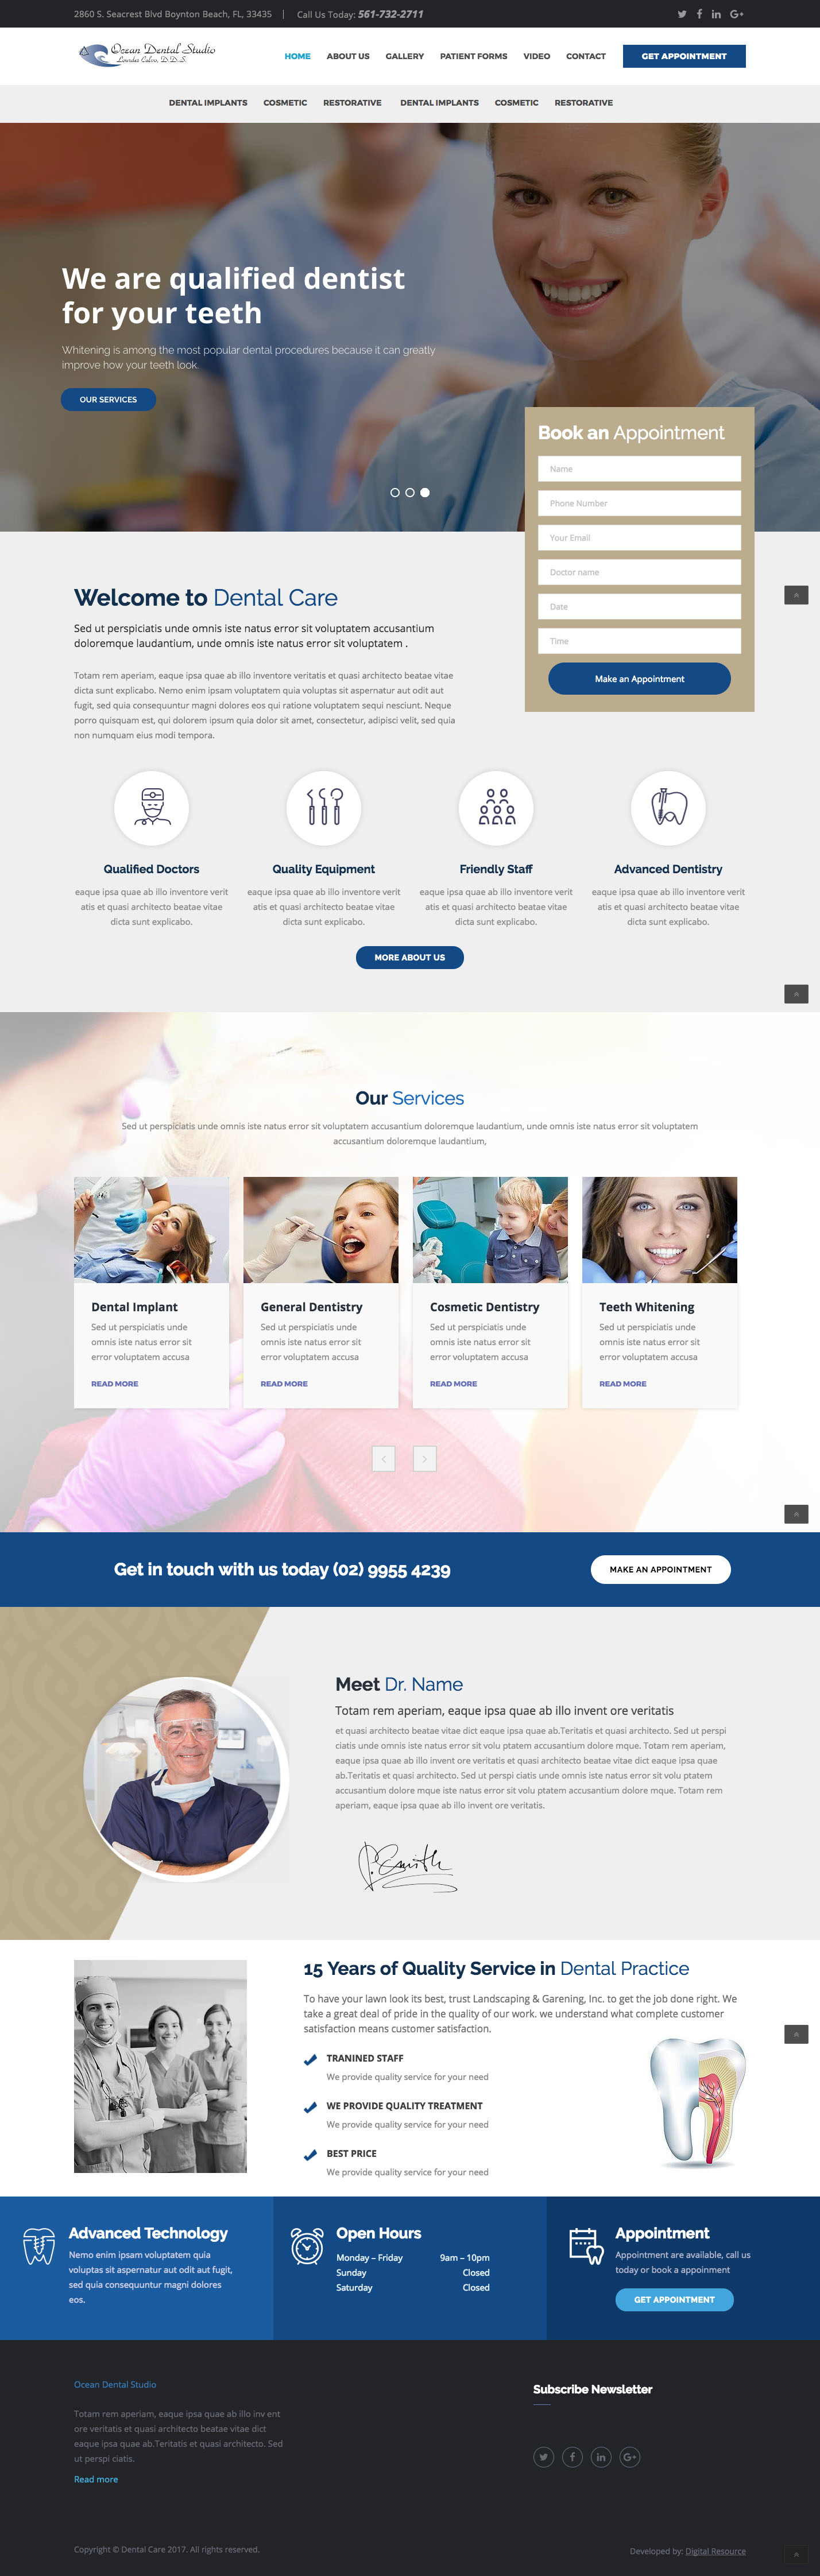 2860 S. Seacrest Blvd Boynton Beach, FL, 33435 | Call Us Today: 561-732-2711
Ocean Dental Studio
Lourdes Calvo, D.D.S.
HOME ABOUT US GALLERY PATIENT FORMS VIDEO CONTACT GET APPOINTMENT
DENTAL IMPLANTS COSMETIC RESTORATIVE DENTAL IMPLANTS COSMETIC RESTORATIVE
We are qualified dentist
for your teeth
Whitening is among the most popular dental procedures because it can greatly
improve how your teeth look.
OUR SERVICES
Book an Appointment
Name
Phone Number
Your Email
Doctor name
Date
Time
Make an Appointment
Welcome to Dental Care
Sed ut perspiciatis unde omnis iste natus error sit voluptatem accusantium
doloremque laudantium, unde omnis iste natus error sit voluptatem .
Totam rem aperiam, eaque ipsa quae ab illo inventore veritatis et quasi architecto beatae vitae
dicta sunt explicabo. Nemo enim ipsam voluptatem quia voluptas sit aspernatur aut odit aut
fugit, sed quia consequuntur magni dolores eos qui ratione voluptatem sequi nesciunt. Neque
porro quisquam est, qui dolorem ipsum quia dolor sit amet, consectetur, adipisci velit, sed quia
non numquam eius modi tempora.
Qualified Doctors
eaque ipsa quae ab illo inventore verit
atis et quasi architecto beatae vitae
dicta sunt explicabo.
Quality Equipment
eaque ipsa quae ab illo inventore verit
atis et quasi architecto beatae vitae
dicta sunt explicabo.
Friendly Staff
eaque ipsa quae ab illo inventore verit
atis et quasi architecto beatae vitae
dicta sunt explicabo.
Advanced Dentistry
eaque ipsa quae ab illo inventore verit
atis et quasi architecto beatae vitae
dicta sunt explicabo.
MORE ABOUT US
Our Services
Sed ut perspiciatis unde omnis iste natus error sit voluptatem accusantium doloremque laudantium, unde omnis iste natus error sit voluptatem
accusantium doloremque laudantium,
Dental Implant
Sed ut perspiciatis unde
omnis iste natus error sit
error voluptatem accusa
READ MORE
General Dentistry
Sed ut perspiciatis unde
omnis iste natus error sit
error voluptatem accusa
READ MORE
Cosmetic Dentistry
Sed ut perspiciatis unde
omnis iste natus error sit
error voluptatem accusa
READ MORE
Teeth Whitening
Sed ut perspiciatis unde
omnis iste natus error sit
error voluptatem accusa
READ MORE
Get in touch with us today (02) 9955 4239
MAKE AN APPOINTMENT
Meet Dr. Name
Totam rem aperiam, eaque ipsa quae ab illo invent ore veritatis
et quasi architecto beatae vitae dict eaque ipsa quae ab.Teritatis et quasi architecto. Sed ut perspi
ciatis unde omnis iste natus error sit volu ptatem accusantium dolore mque. Totam rem aperiam,
eaque ipsa quae ab illo invent ore veritatis et quasi architecto beatae vitae dict eaque ipsa quae
ab.Teritatis et quasi architecto. Sed ut perspi ciatis unde omnis iste natus error sit volu ptatem
accusantium dolore mque iste natus error sit volu ptatem accusantium dolore mque. Totam rem
aperiam, eaque ipsa quae ab illo invent ore veritatis.
P.Smith
15 Years of Quality Service in Dental Practice
To have your lawn look its best, trust Landscaping & Garening, Inc. to get the job done right. We
take a great deal of pride in the quality of our work. we understand what complete customer
satisfaction means customer satisfaction.
TRANINED STAFF
We provide quality service for your need
WE PROVIDE QUALITY TREATMENT
We provide quality service for your need
BEST PRICE
We provide quality service for your need
Advanced Technology
Nemo enim ipsam voluptatem quia
voluptas sit aspernatur aut odit aut fugit,
sed quia consequuntur magni dolores
eos.
Open Hours
Monday – Friday 9am – 10pm
Sunday Closed
Saturday Closed
Appointment
Appointment are available, call us
today or book a appoinment
GET APPOINTMENT
Ocean Dental Studio
Totam rem aperiam, eaque ipsa quae ab illo inv ent
ore veritatis et quasi architecto beatae vitae dict
eaque ipsa quae ab.Teritatis et quasi architecto. Sed
ut perspi ciatis.
Read more
Subscribe Newsletter
Copyright © Dental Care 2017. All rights reserved.
Developed by: Digital Resource